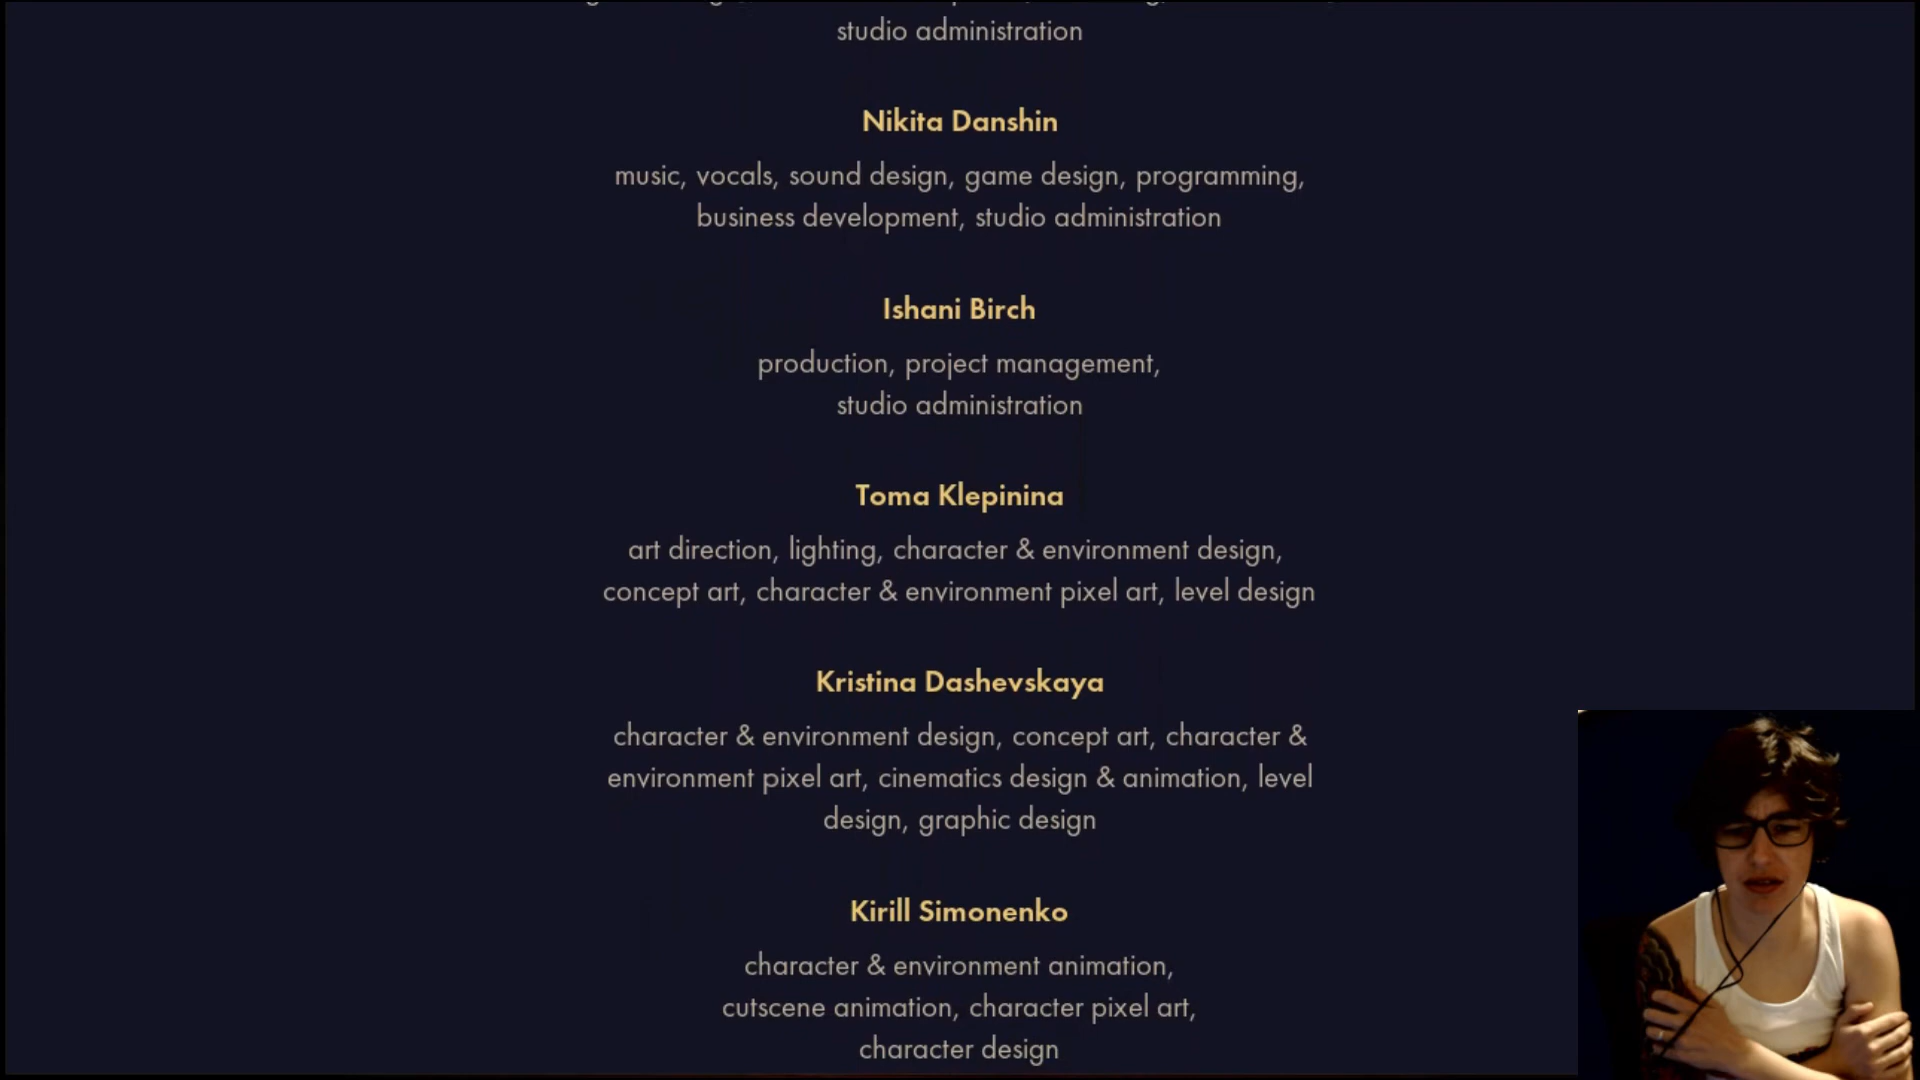 studio administration
Nikita Danshin
music, vocals, sound design, game design, programming,
business development, studio administration
Ishani Birch
production, project management,
studio administration
Toma Klepinina
art direction, lighting, character & environment design,
concept art, character & environment pixel art, level design
Kristina Dashevskaya
character & environment design, concept art, character &
environment pixel art, cinematics design & animation, level
design, graphic design
Kirill Simonenko
character & environment animation,
cutscene animation, character pixel art,
character design